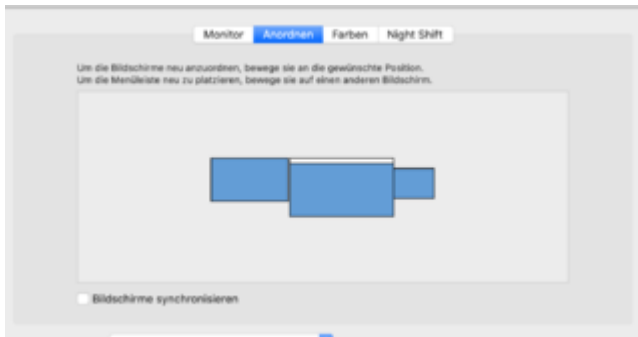 Monitor Anordnen Farben Night Shift
Um die Bildschirme neu anzuordnen, bewege sie an die gewünschte Position.
Um die Menüleiste neu zu platzieren, bewege sie auf einen anderen Bildschirm.
Bildschirme synchronisieren